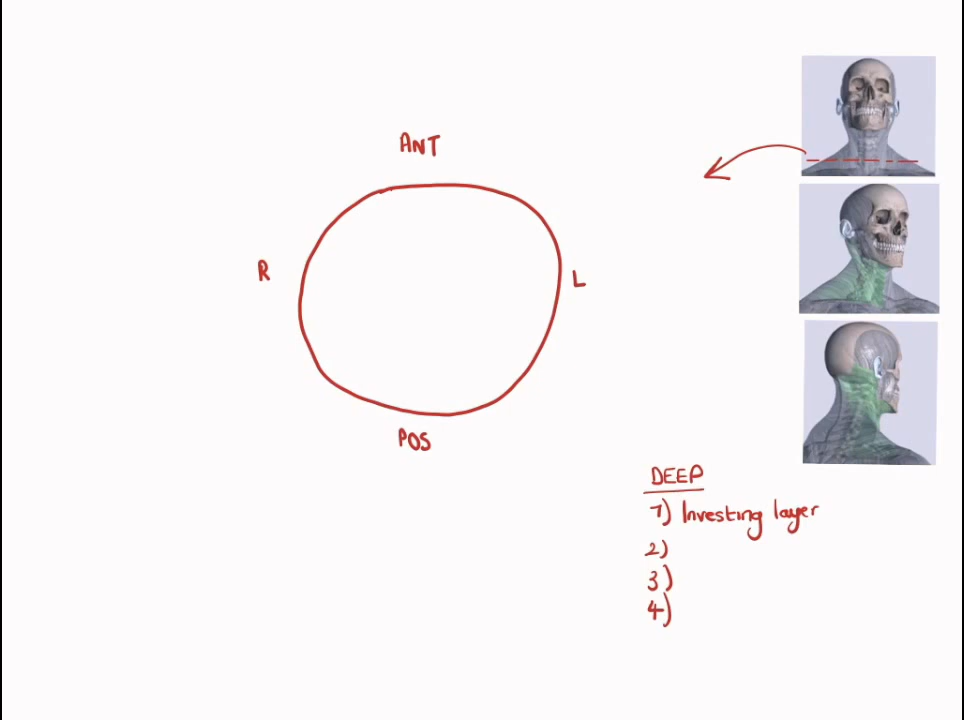 ANT
R
L
POS
DEEP
1) Investing layer
2)
3)
4)